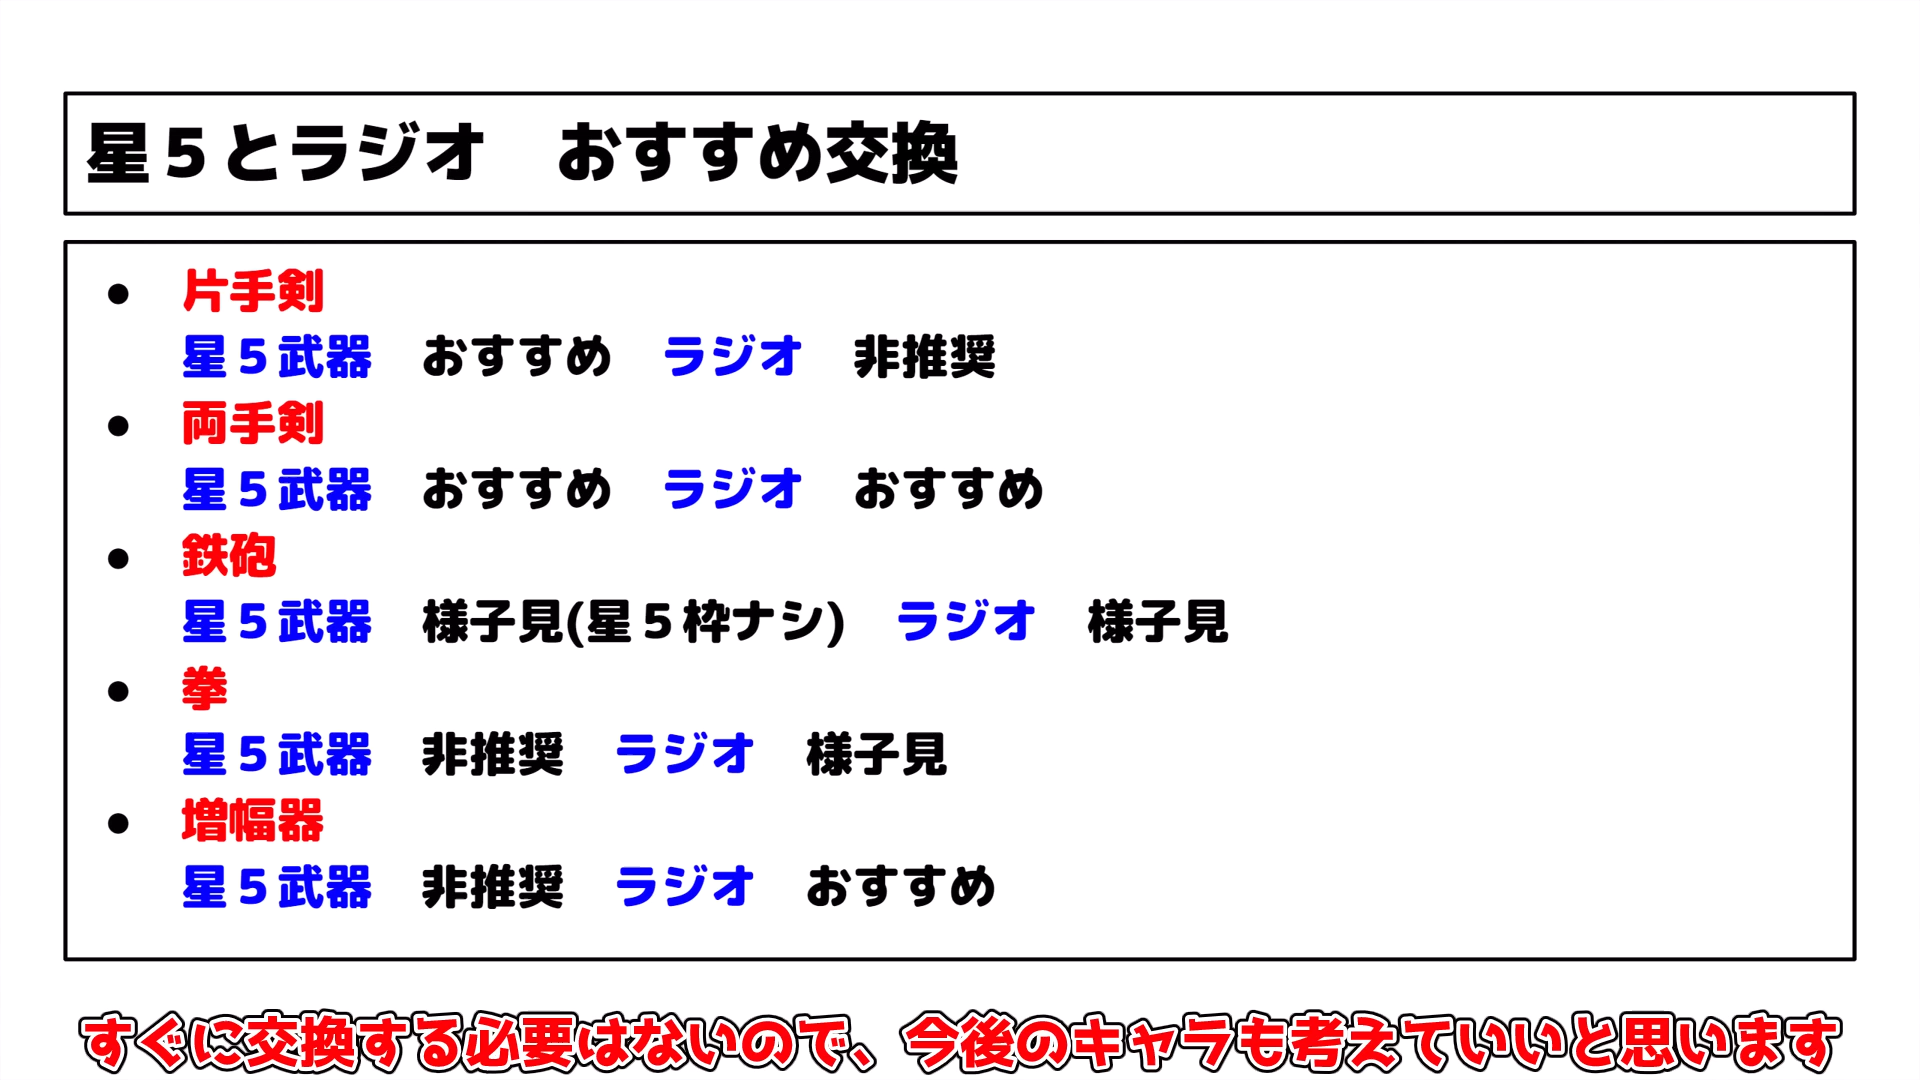 星５とラジオ　おすすめ交換
● 片手剣
星５武器　おすすめ　ラジオ　非推奨
● 両手剣
星５武器　おすすめ　ラジオ　おすすめ
● 鉄砲
星５武器　様子見(星５枠ナシ)　ラジオ　様子見
● 拳
星５武器　非推奨　ラジオ　様子見
● 増幅器
星５武器　非推奨　ラジオ　おすすめ
すぐに交換する必要はないので、今後のキャラも考えていいと思います